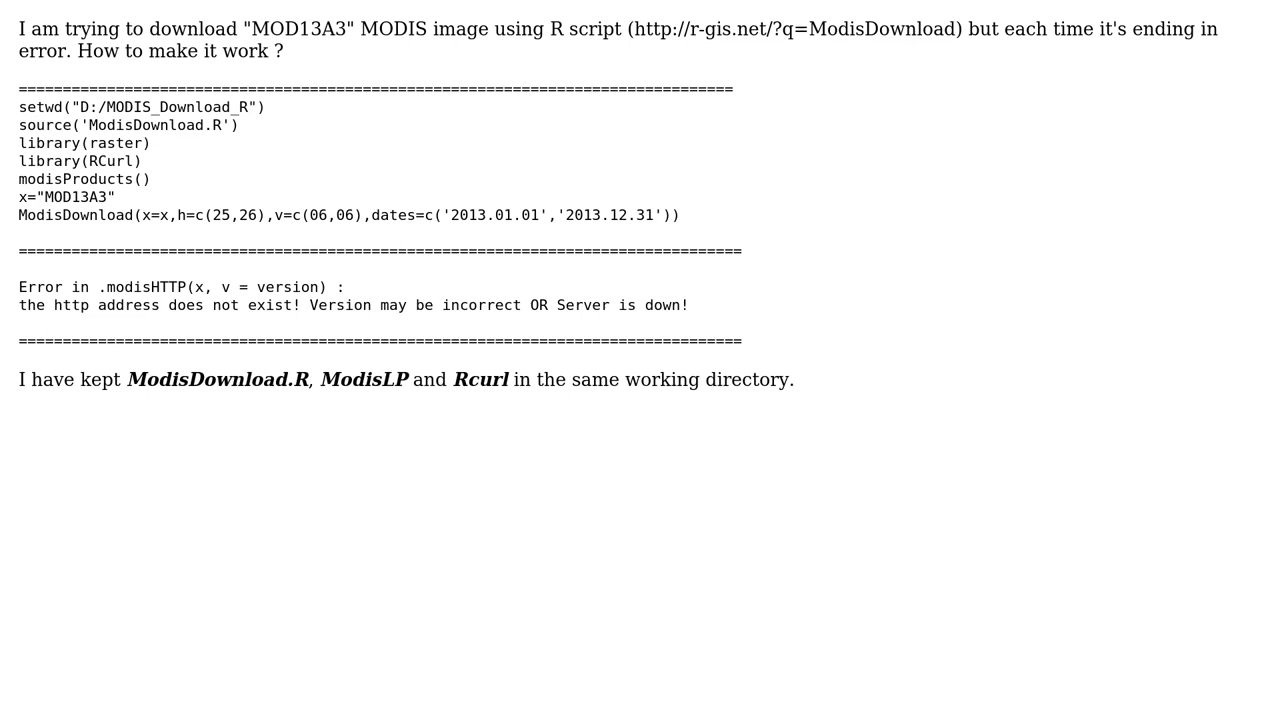 I am trying to download "MOD13A3" MODIS image using R script (http://r-gis.net/?q=ModisDownload) but each time it's ending in
error. How to make it work ?
=================================================================================
setwd("D:/MODIS_Download_R")
source('ModisDownload.R')
library(raster)
library(RCurl)
modisProducts()
x="MOD13A3"
ModisDownload(x=x,h=c(25,26),v=c(06,06),dates=c('2013.01.01','2013.12.31'))
==================================================================================
Error in .modisHTTP(x, v = version) :
the http address does not exist! Version may be incorrect OR Server is down!
==================================================================================
I have kept ModisDownload.R, ModisLP and Rcurl in the same working directory.